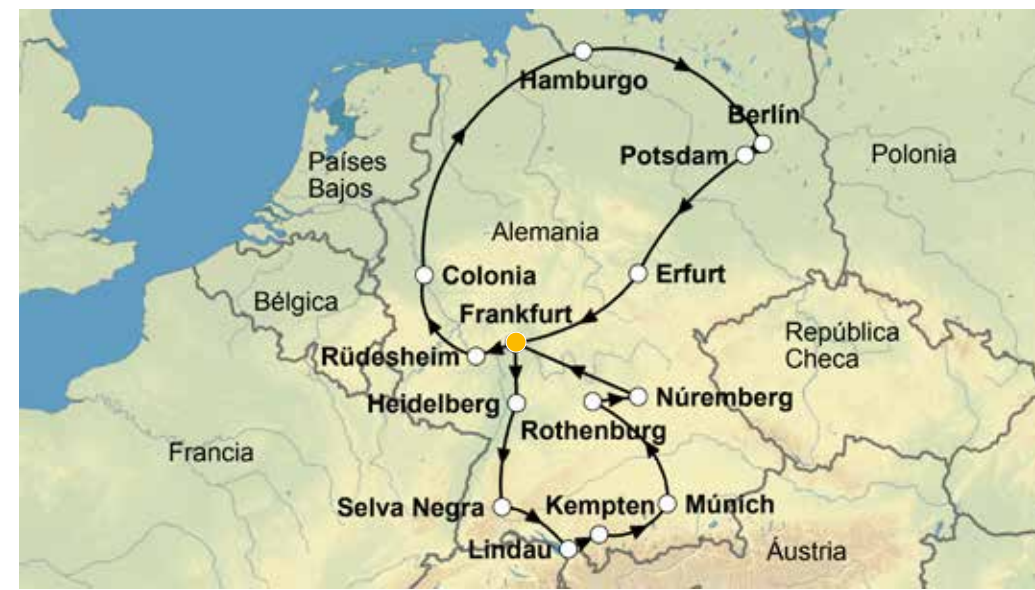 Hamburgo
Berlín
Potsdam
Polonia
Países
Bajos
Alemania
Colonia
Erfurt
Bélgica
Frankfurt
República
Checa
Rüdesheim
Heidelberg
Núremberg
Rothenburg
Francia
Selva Negra
Kempten
Múnich
Lindau
Áustria